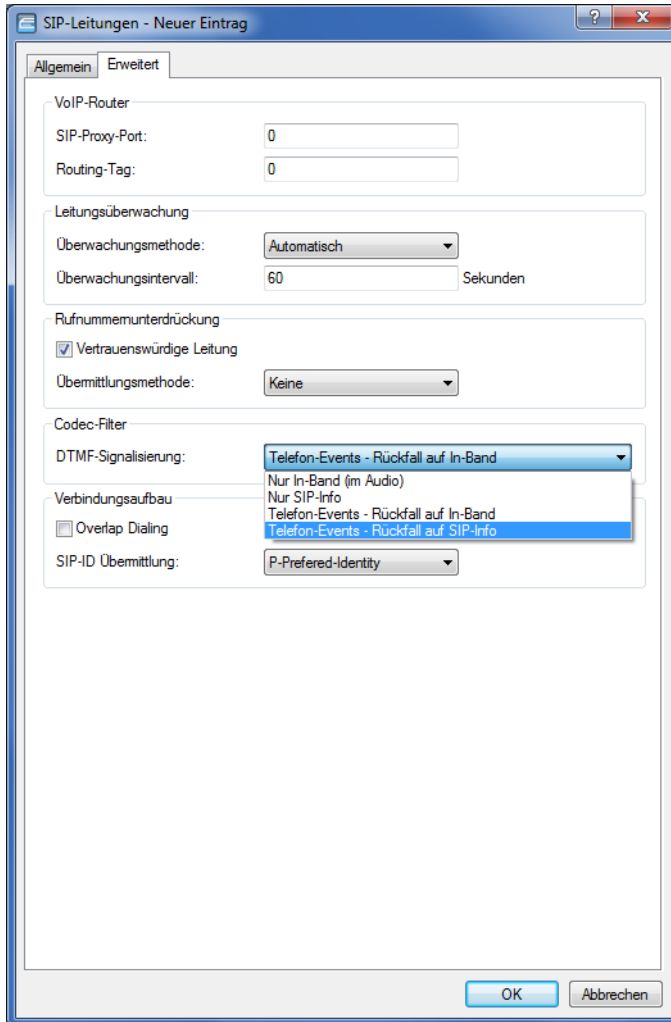 SIP-Leitungen - Neuer Eintrag
Allgemein Erweitert
VoIP-Router
SIP-Proxy-Port: 0
Routing-Tag: 0
Leitungsüberwachung
Überwachungsmethode: Automatisch
Überwachungsintervall: 60 Sekunden
Rufnummernunterdrückung
Vertrauenswürdige Leitung
Übermittlungsmethode: Keine
Codec-Filter
DTMF-Signalisierung: Telefon-Events - Rückfall auf In-Band
Nur In-Band (im Audio)
Nur SIP-Info
Telefon-Events - Rückfall auf In-Band
Telefon-Events - Rückfall auf SIP-Info
Verbindungsaufbau
Overlap Dialing
SIP-ID Übermittlung: P-Prefered-Identity
OK Abbrechen